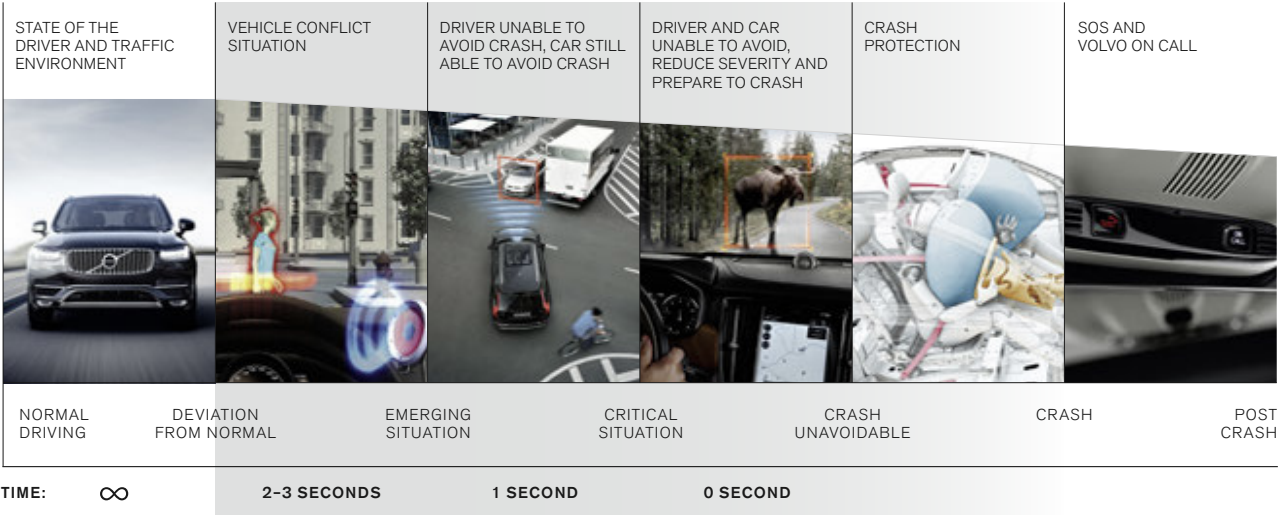 STATE OF THE
DRIVER AND TRAFFIC
ENVIRONMENT
VEHICLE CONFLICT
SITUATION
DRIVER UNABLE TO
AVOID CRASH, CAR STILL
ABLE TO AVOID CRASH
DRIVER AND CAR
UNABLE TO AVOID,
REDUCE SEVERITY AND
PREPARE TO CRASH
CRASH
PROTECTION
SOS AND
VOLVO ON CALL
NORMAL
DRIVING
DEVIATION
FROM NORMAL
EMERGING
SITUATION
CRITICAL
SITUATION
CRASH
UNAVOIDABLE
CRASH
POST
CRASH
TIME: ∞ 2–3 SECONDS 1 SECOND 0 SECOND